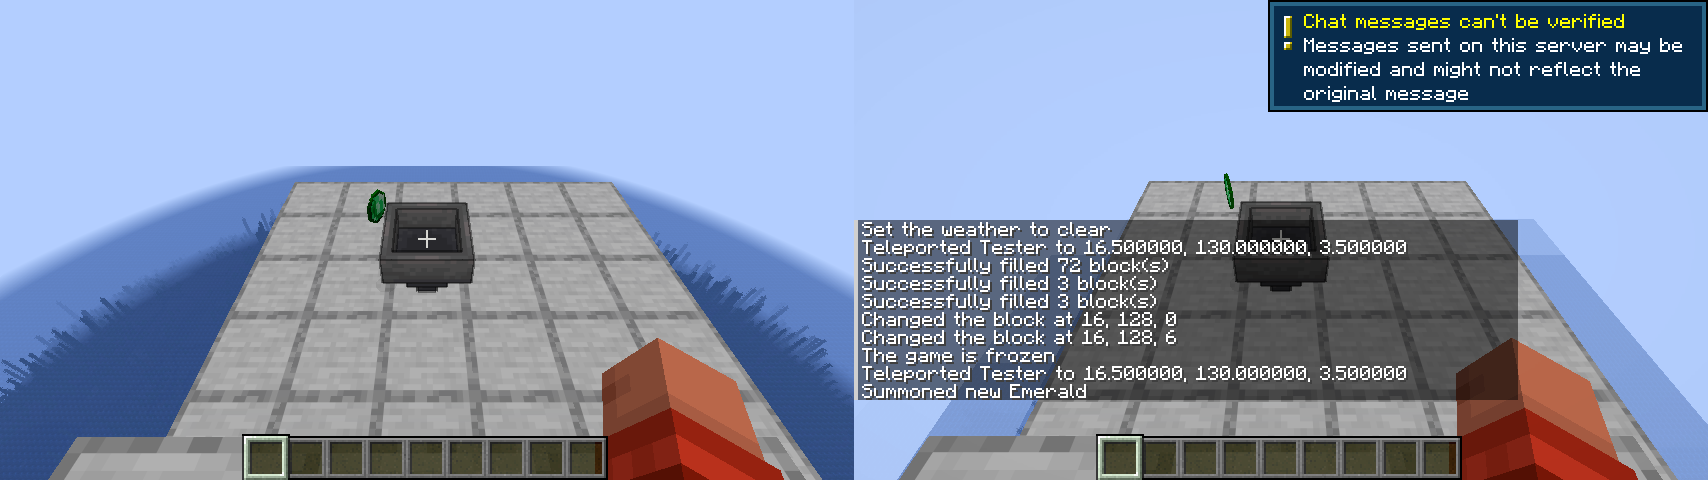 Chat messages can't be verified
Messages sent on this server may be
modified and might not reflect the
original message
Set the weather to clear
Teleported Tester to 16.500000, 130.000000, 3.500000
Successfully filled 72 block(s)
Successfully filled 3 block(s)
Successfully filled 3 block(s)
Changed the block at 16, 128, 0
Changed the block at 16, 128, 6
The game is frozen
Teleported Tester to 16.500000, 130.000000, 3.500000
Summoned new Emerald